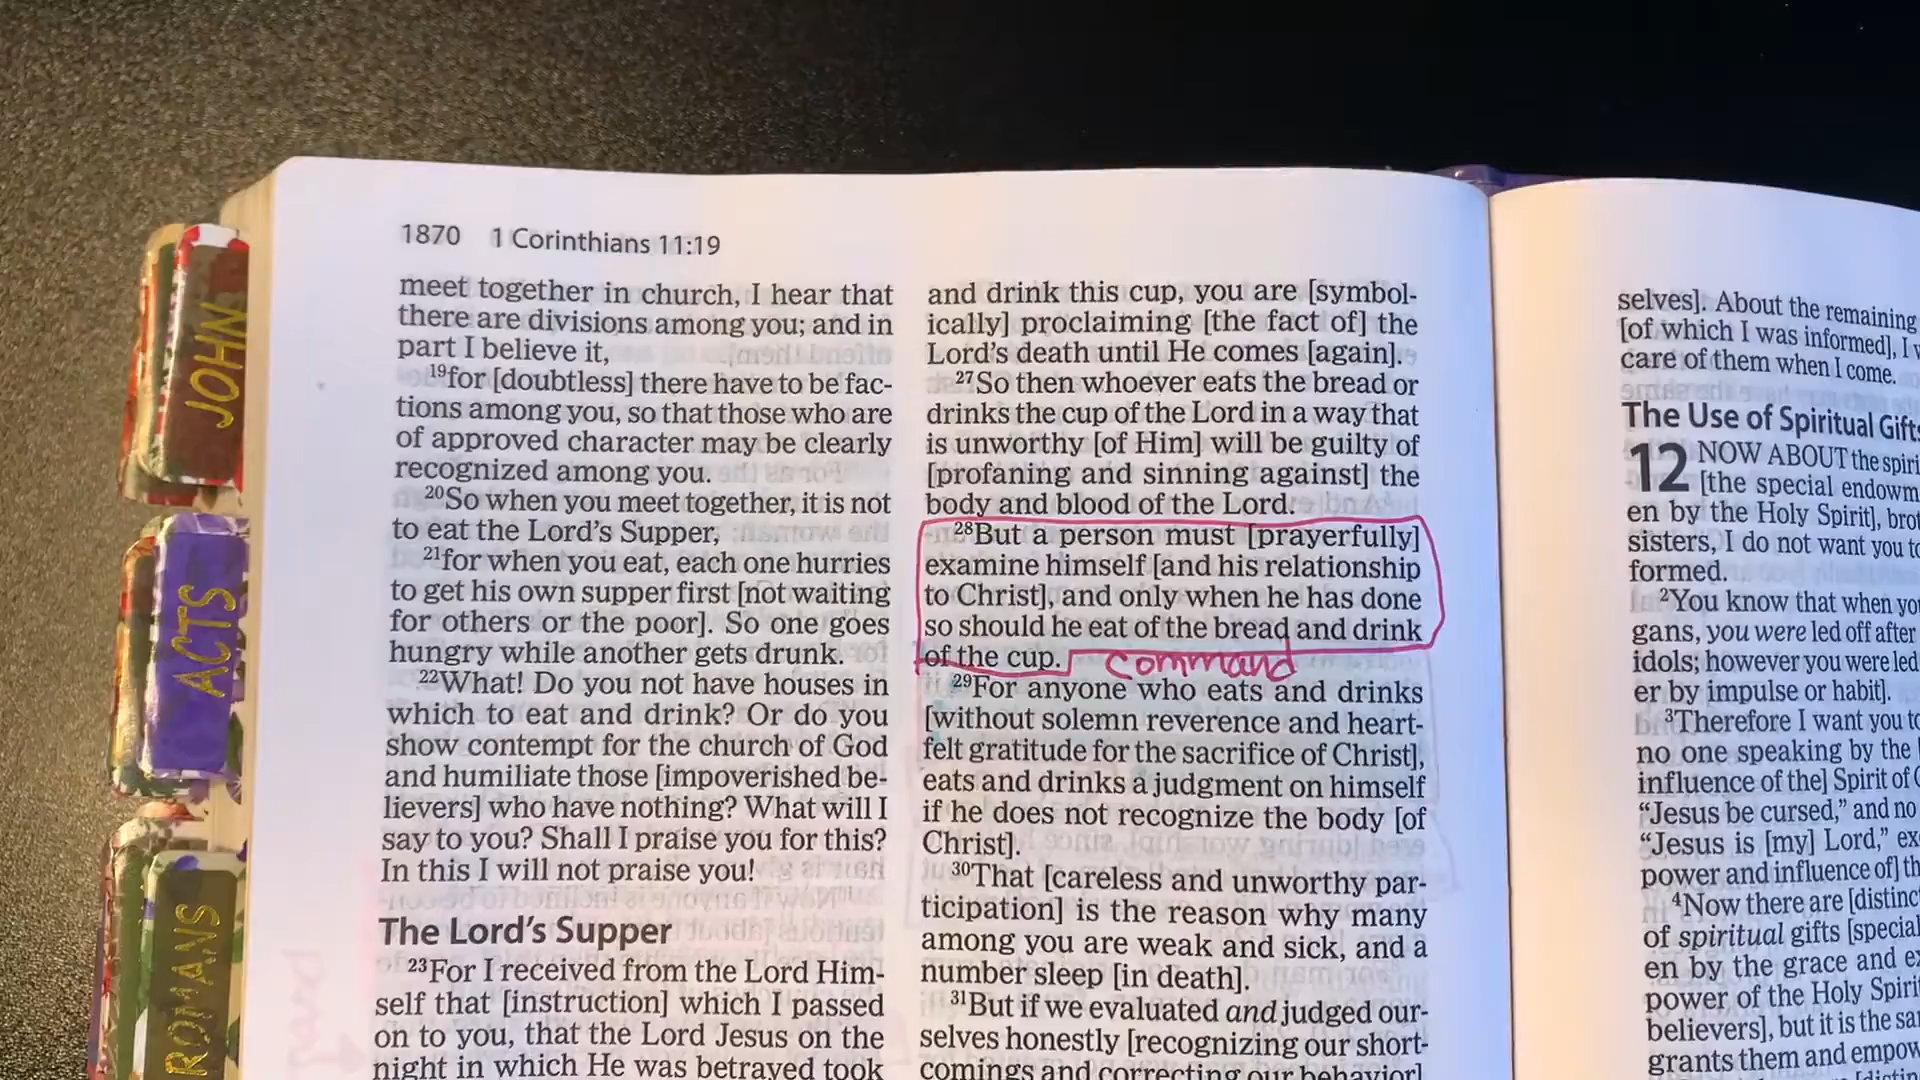 1870 1 Corinthians 11:19
meet together in church, I hear that
there are divisions among you; and in
part I believe it,
19for [doubtless] there have to be fac-
tions among you, so that those who are
of approved character may be clearly
recognized among you.
20So when you meet together, it is not
to eat the Lord's Supper,
21for when you eat, each one hurries
to get his own supper first [not waiting
for others or the poor]. So one goes
hungry while another gets drunk.
22What! Do you not have houses in
which to eat and drink? Or do you
show contempt for the church of God
and humiliate those [impoverished be-
lievers] who have nothing? What will I
say to you? Shall I praise you for this?
In this I will not praise you!
The Lord's Supper
23For I received from the Lord Him-
self that [instruction] which I passed
on to you, that the Lord Jesus on the
night in which He was betrayed took
and drink this cup, you are [symbol-
ically] proclaiming [the fact of] the
Lord's death until He comes [again].
27So then whoever eats the bread or
drinks the cup of the Lord in a way that
is unworthy [of Him] will be guilty of
[profaning and sinning against] the
body and blood of the Lord.
28But a person must [prayerfully]
examine himself [and his relationship
to Christ], and only when he has done
so should he eat of the bread and drink
of the cup. command
29For anyone who eats and drinks
[without solemn reverence and heart-
felt gratitude for the sacrifice of Christ],
eats and drinks a judgment on himself
if he does not recognize the body [of
Christ].
30That [careless and unworthy par-
ticipation] is the reason why many
among you are weak and sick, and a
number sleep [in death].
31But if we evaluated and judged our-
selves honestly [recognizing our short-
comings and correcting our behavior]
selves]. About the remaining
[of which I was informed], I
care of them when I come.
The Use of Spiritual Gifts
12 NOW ABOUT the
[the special
en by the Holy Spirit],
sisters, I do not want you
formed.
2You know that when
gans, you were led off after
idols; however you were led
er by impulse or habit].
3Therefore I want you
no one speaking by the
influence of the] Spirit of
"Jesus be cursed," and no
"Jesus is [my] Lord,"
power and influence of]
4Now there are
of spiritual gifts [special
en by the grace and
power of the Holy
believers], but it is the
grants them and
JOHN
ACTS
ROMANS